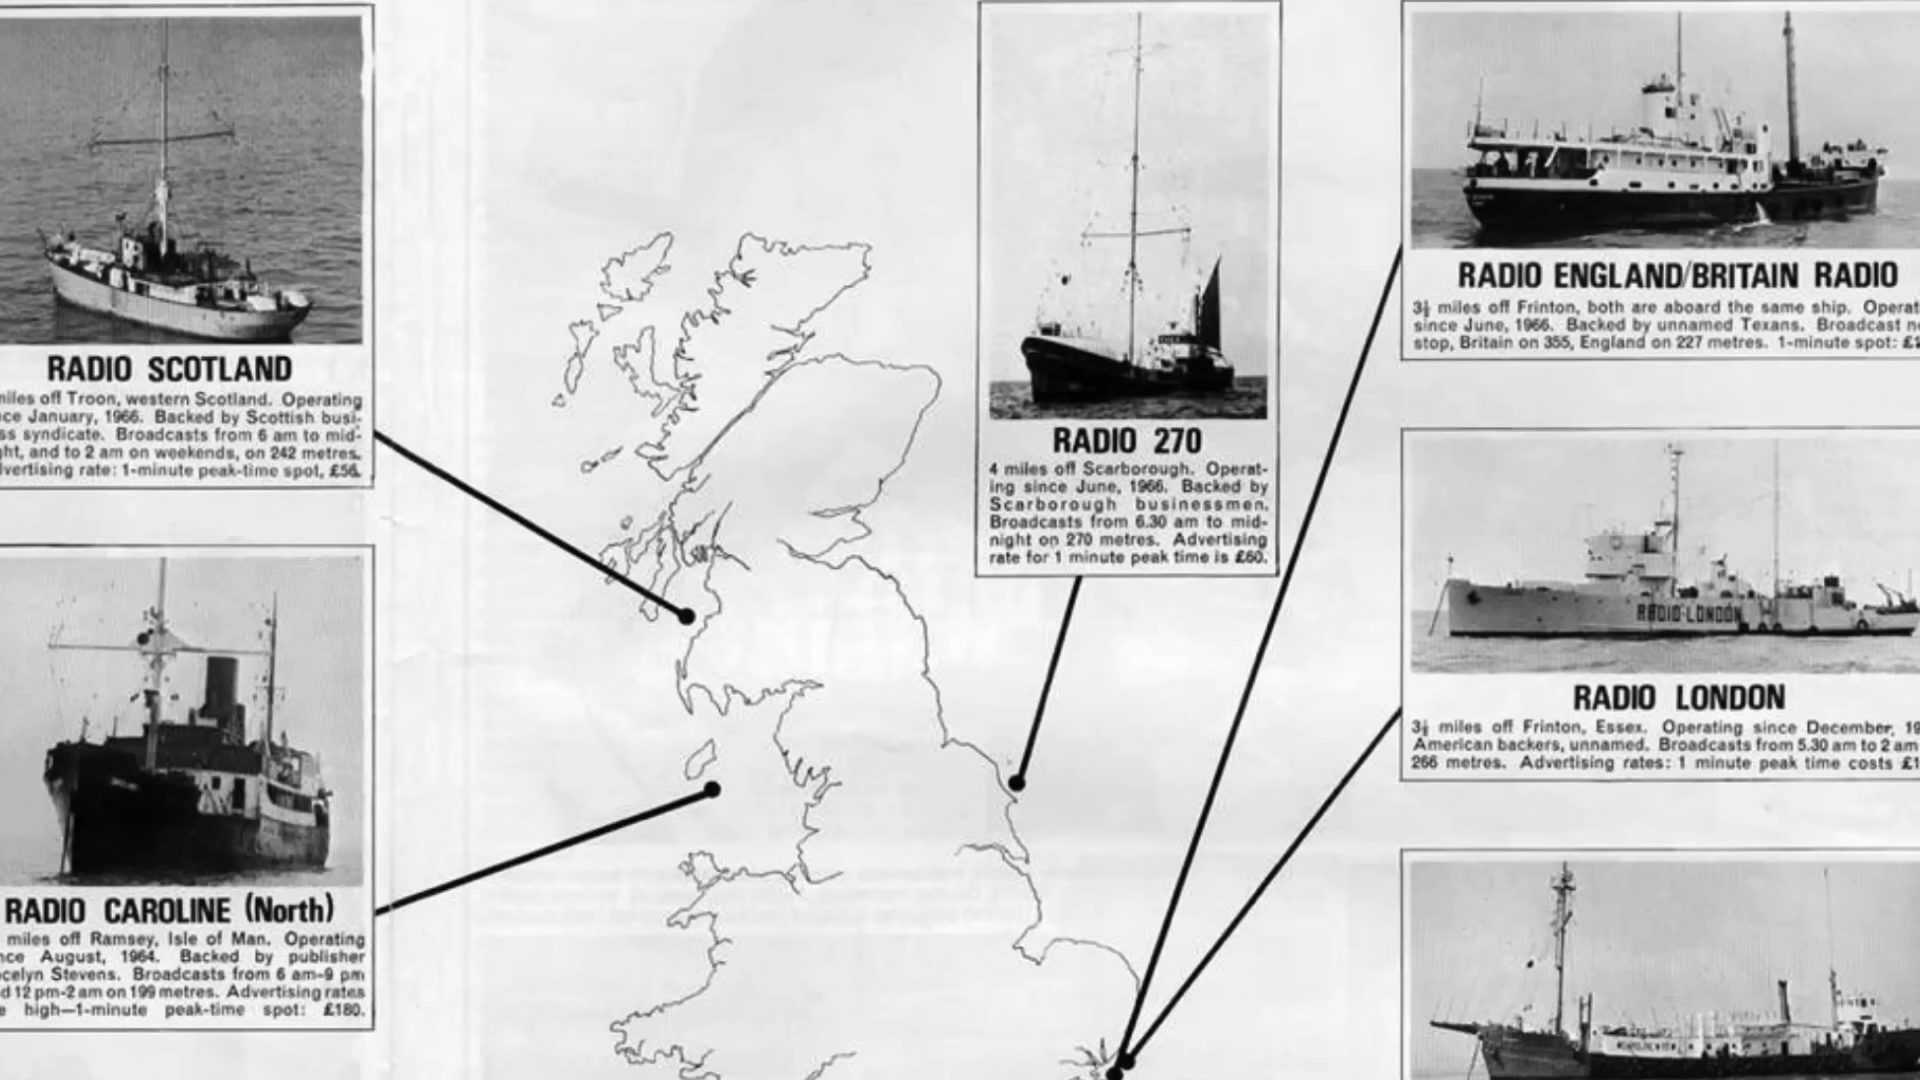 RADIO SCOTLAND
miles off Troon, western Scotland. Operating
ce January, 1966. Backed by Scottish busi-
ss syndicate. Broadcasts from 6 am to mid-
ht, and to 2 am on weekends, on 242 metres.
vertising rate: 1-minute peak-time spot, £56.
RADIO CAROLINE (North)
miles off Ramsey, Isle of Man. Operating
nce August, 1964. Backed by publisher
ocelyn Stevens. Broadcasts from 6 am-9 pm
d 12 pm-2 am on 199 metres. Advertising rates
e high—1-minute peak-time spot: £180.
RADIO 270
4 miles off Scarborough. Operat-
ing since June, 1966. Backed by
Scarborough businessmen.
Broadcasts from 6.30 am to mid-
night on 270 metres. Advertising
rate for 1 minute peak time is £60.
RADIO ENGLAND/BRITAIN RADIO
3½ miles off Frinton, both are aboard the same ship. Operat
since June, 1966. Backed by unnamed Texans. Broadcast no
stop, Britain on 355, England on 227 metres. 1-minute spot:
RADIO LONDON
RADIO LONDON
3½ miles off Frinton, Essex. Operating since December, 19
American backers, unnamed. Broadcasts from 5.30 am to 2 am
266 metres. Advertising rates: 1 minute peak time costs £1